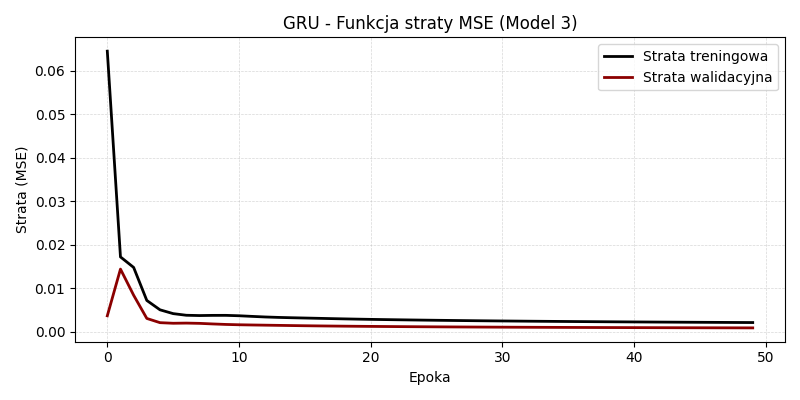 GRU - Funkcja straty MSE (Model 3)
Strata treningowa
Strata walidacyjna
Strata (MSE)
0.06
0.05
0.04
0.03
0.02
0.01
0.00
0 10 20 30 40 50
Epoka